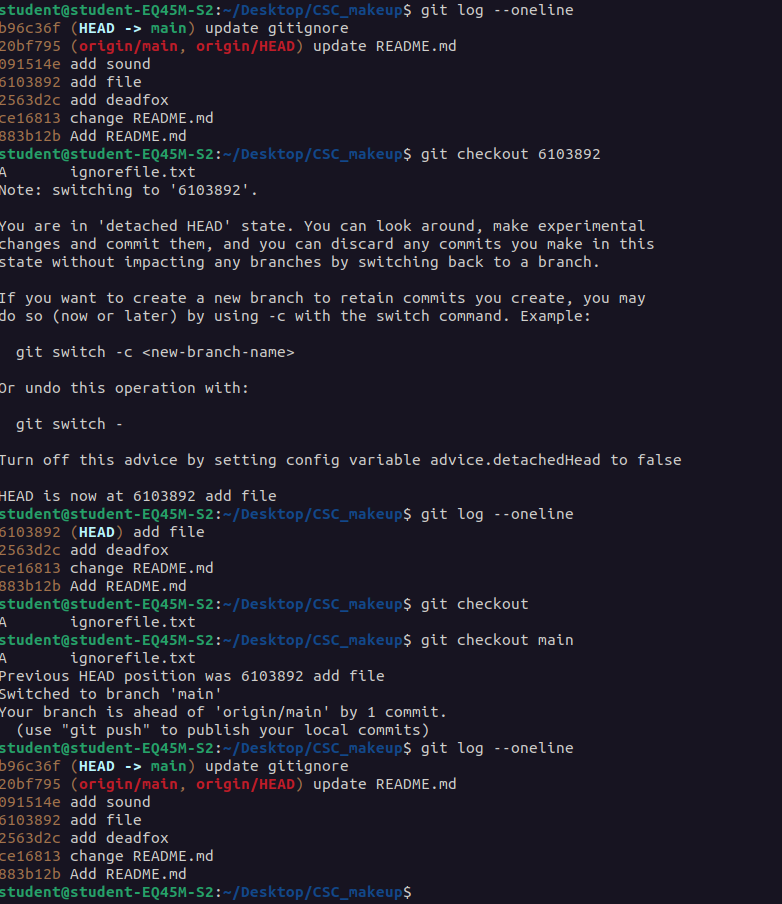 student@student-EQ45M-S2:~/Desktop/CSC_makeup$ git log --oneline
b96c36f (HEAD -> main) update gitignore
20bf795 (origin/main, origin/HEAD) update README.md
091514e add sound
6103892 add file
2563d2c add deadfox
ce16813 change README.md
883b12b Add README.md
student@student-EQ45M-S2:~/Desktop/CSC_makeup$ git checkout 6103892
A       ignorefile.txt
Note: switching to '6103892'.

You are in 'detached HEAD' state. You can look around, make experimental
changes and commit them, and you can discard any commits you make in this
state without impacting any branches by switching back to a branch.

If you want to create a new branch to retain commits you create, you may
do so (now or later) by using -c with the switch command. Example:

  git switch -c <new-branch-name>

Or undo this operation with:

  git switch -

Turn off this advice by setting config variable advice.detachedHead to false

HEAD is now at 6103892 add file
student@student-EQ45M-S2:~/Desktop/CSC_makeup$ git log --oneline
6103892 (HEAD) add file
2563d2c add deadfox
ce16813 change README.md
883b12b Add README.md
student@student-EQ45M-S2:~/Desktop/CSC_makeup$ git checkout
A       ignorefile.txt
student@student-EQ45M-S2:~/Desktop/CSC_makeup$ git checkout main
A       ignorefile.txt
Previous HEAD position was 6103892 add file
Switched to branch 'main'
Your branch is ahead of 'origin/main' by 1 commit.
  (use "git push" to publish your local commits)
student@student-EQ45M-S2:~/Desktop/CSC_makeup$ git log --oneline
b96c36f (HEAD -> main) update gitignore
20bf795 (origin/main, origin/HEAD) update README.md
091514e add sound
6103892 add file
2563d2c add deadfox
ce16813 change README.md
883b12b Add README.md
student@student-EQ45M-S2:~/Desktop/CSC_makeup$